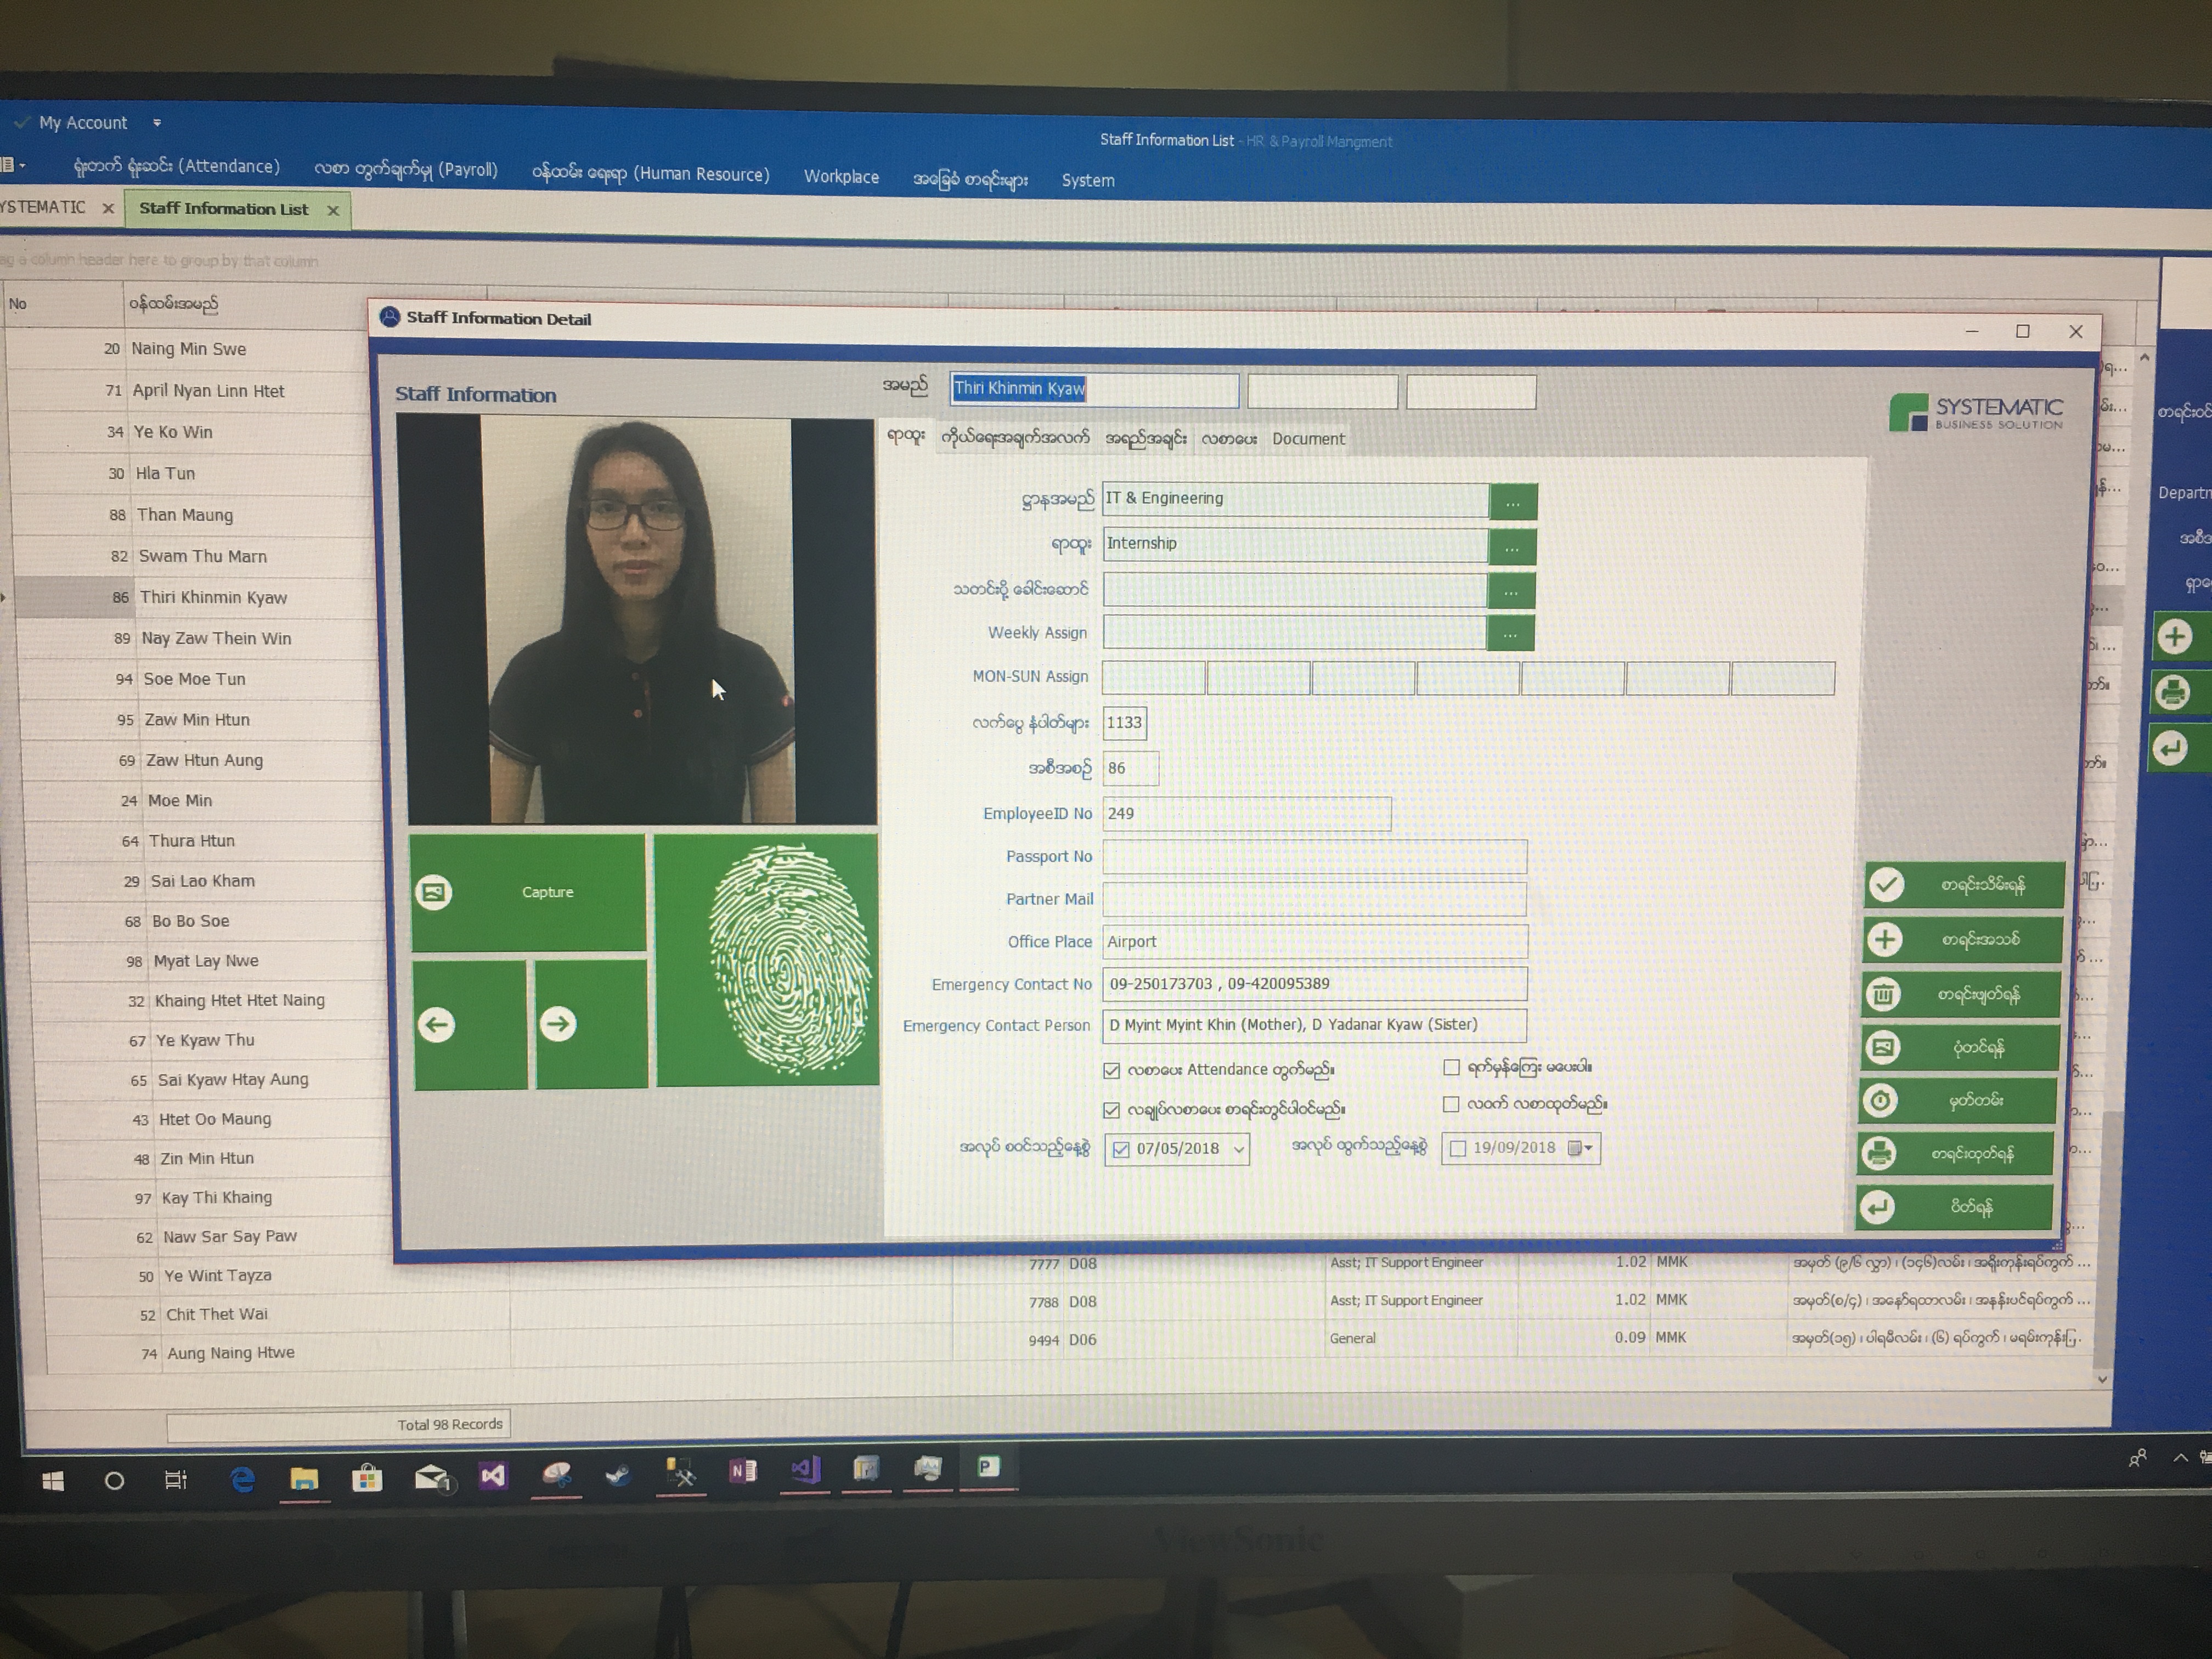 My Account
Staff Information List - HR & Payroll Mangment
ရုံးတက် ရုံးဆင်း (Attendance) လစာ တွက်ချက်မှု (Payroll) ဝန်ထမ်း ရေးရာ (Human Resource) Workplace အခြေခံ စာရင်းများ System
YSTEMATIC Staff Information List
ag a column header here to group by that column
No ဝန်ထမ်းအမည်
20 Naing Min Swe
71 April Nyan Linn Htet
34 Ye Ko Win
30 Hla Tun
88 Than Maung
82 Swam Thu Marn
86 Thiri Khinmin Kyaw
89 Nay Zaw Thein Win
94 Soe Moe Tun
95 Zaw Min Htun
69 Zaw Htun Aung
24 Moe Min
64 Thura Htun
29 Sai Lao Kham
68 Bo Bo Soe
98 Myat Lay Nwe
32 Khaing Htet Htet Naing
67 Ye Kyaw Thu
65 Sai Kyaw Htay Aung
43 Htet Oo Maung
48 Zin Min Htun
97 Kay Thi Khaing
62 Naw Sar Say Paw
50 Ye Wint Tayza 7777 D08 Asst; IT Support Engineer 1.02 MMK အမှတ် (၉/၆ လွှာ) ၊ (၁၄၆)လမ်း ၊ အရိုးကုန်းရပ်ကွက် ...
52 Chit Thet Wai 7788 D08 Asst; IT Support Engineer 1.02 MMK အမှတ်(၈/၄) ၊ အနော်ရထာလမ်း ၊ အနန်းပင်ရပ်ကွက် ...
74 Aung Naing Htwe 9494 D06 General 0.09 MMK အမှတ်(၁၅) ၊ ပါရမီလမ်း ၊ (၆) ရပ်ကွက် ၊ မရမ်းကုန်းမြ.
Total 98 Records
Staff Information Detail
Staff Information
အမည် Thiri Khinmin Kyaw
SYSTEMATIC
BUSINESS SOLUTION
ရာထူး ကိုယ်ရေးအချက်အလက် အရည်အချင်း လစာပေး Document
ဌာနအမည် IT & Engineering ...
ရာထူး Internship ...
သတင်းပို့ ခေါင်းဆောင် ...
Weekly Assign ...
MON-SUN Assign
လက်ဗွေ နံပါတ်များ 1133
အစီအစဉ် 86
EmployeeID No 249
Passport No
Partner Mail
Office Place Airport
Emergency Contact No 09-250173703 , 09-420095389
Emergency Contact Person D Myint Myint Khin (Mother), D Yadanar Kyaw (Sister)
လစာပေး Attendance တွက်မည်။ ရက်မှန်ကြေး မပေးပါ။
လချုပ်လစာပေး စာရင်းတွင်ပါဝင်မည်။ လဝက် လစာထုတ်မည်။
အလုပ် စဝင်သည့်နေ့စွဲ 07/05/2018 အလုပ် ထွက်သည့်နေ့စွဲ 19/09/2018
Capture
စာရင်းသိမ်းရန်
စာရင်းအသစ်
စာရင်းဖျတ်ရန်
ပုံတင်ရန်
မှတ်တမ်း
စာရင်းထုတ်ရန်
ပိတ်ရန်
စာရင်းဝင်
Departn
ViewSonic